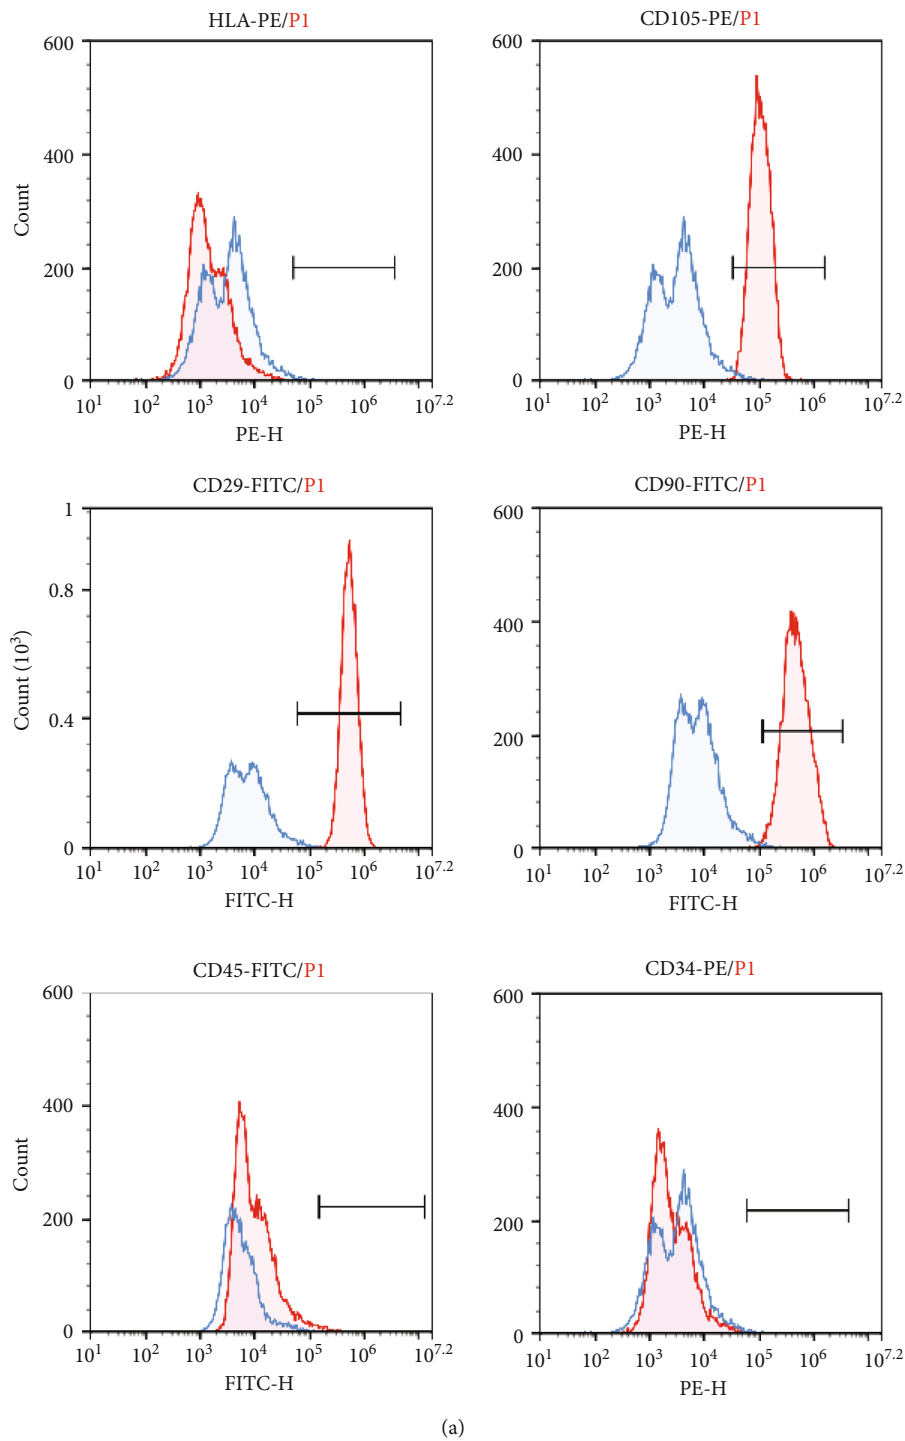 HLA-PE/P1
600
400
200
0
Count
10¹ 10² 10³ 10⁴ 10⁵ 10⁶ 10⁷·²
PE-H
CD105-PE/P1
600
400
200
0
10¹ 10² 10³ 10⁴ 10⁵ 10⁶ 10⁷·²
PE-H
CD29-FITC/P1
1
0.8
0.4
0
Count (10³)
10¹ 10² 10³ 10⁴ 10⁵ 10⁶ 10⁷·²
FITC-H
CD90-FITC/P1
600
400
200
0
10¹ 10² 10³ 10⁴ 10⁵ 10⁶ 10⁷·²
FITC-H
CD45-FITC/P1
600
400
200
0
Count
10¹ 10² 10³ 10⁴ 10⁵ 10⁶ 10⁷·²
FITC-H
CD34-PE/P1
600
400
200
0
10¹ 10² 10³ 10⁴ 10⁵ 10⁶ 10⁷·²
PE-H
(a)